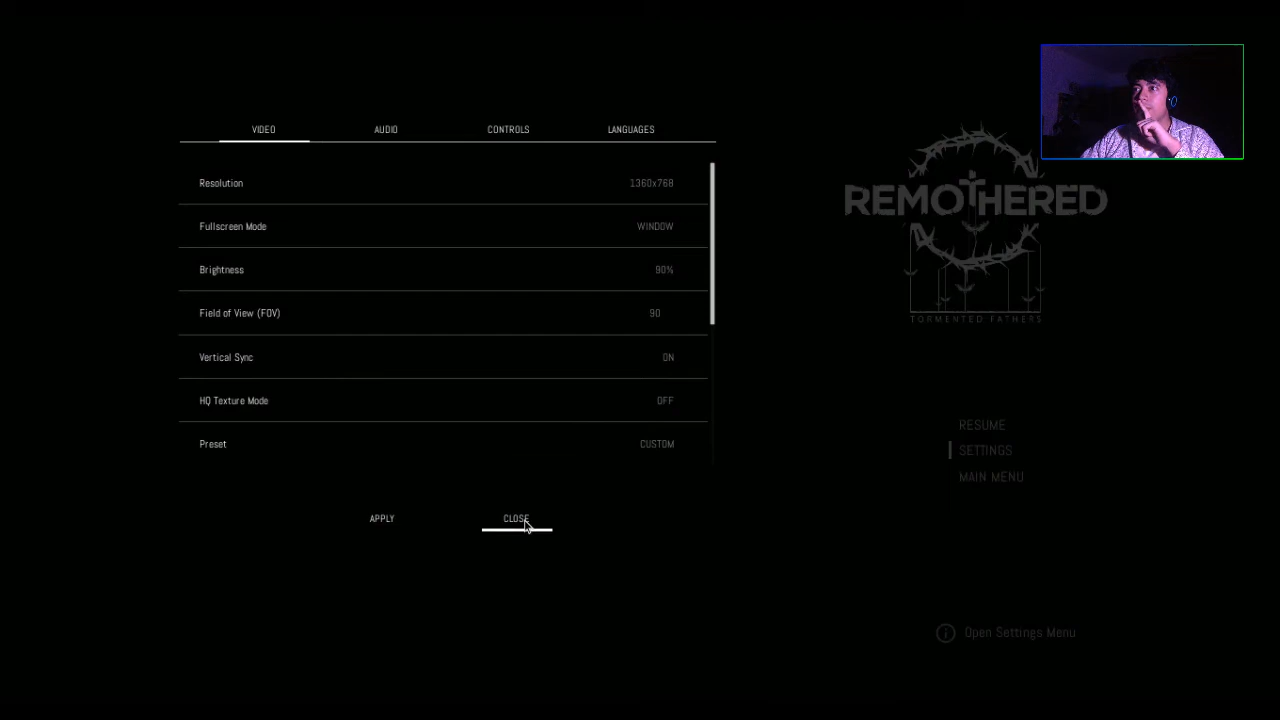 VIDEO AUDIO CONTROLS LANGUAGES
Resolution 1360x768
Fullscreen Mode WINDOW
Brightness 90%
Field of View (FOV) 90
Vertical Sync ON
HQ Texture Mode OFF
Preset CUSTOM
APPLY CLOSE
REMOTHERED
TORMENTED FATHERS
RESUME
SETTINGS
MAIN MENU
Open Settings Menu